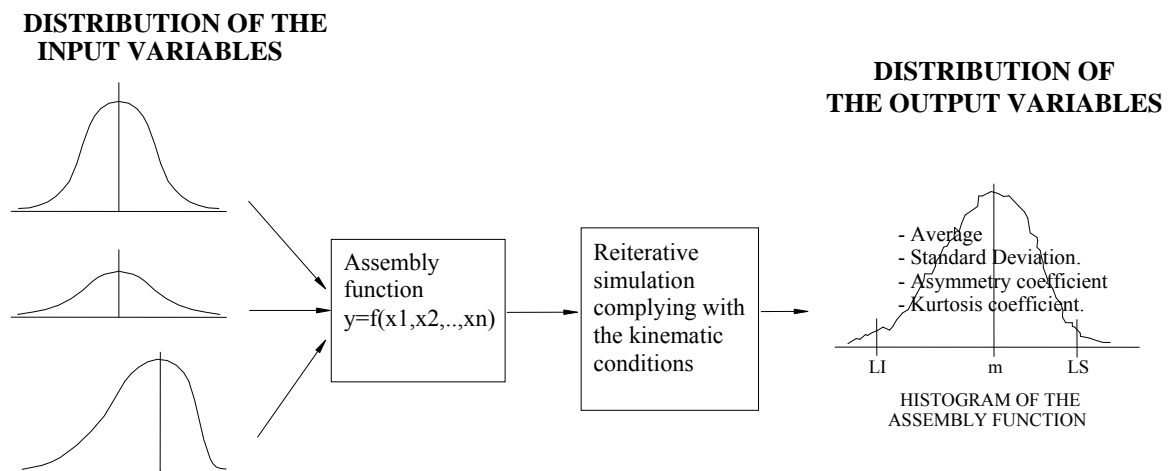 DISTRIBUTION OF THE
INPUT VARIABLES
Assembly
function
y=f(x1,x2,..,xn)
Reiterative
simulation
complying with
the kinematic
conditions
DISTRIBUTION OF
THE OUTPUT VARIABLES
- Average
- Standard Deviation.
- Asymmetry coefficient
- Kurtosis coefficient.
LI m LS
HISTOGRAM OF THE
ASSEMBLY FUNCTION